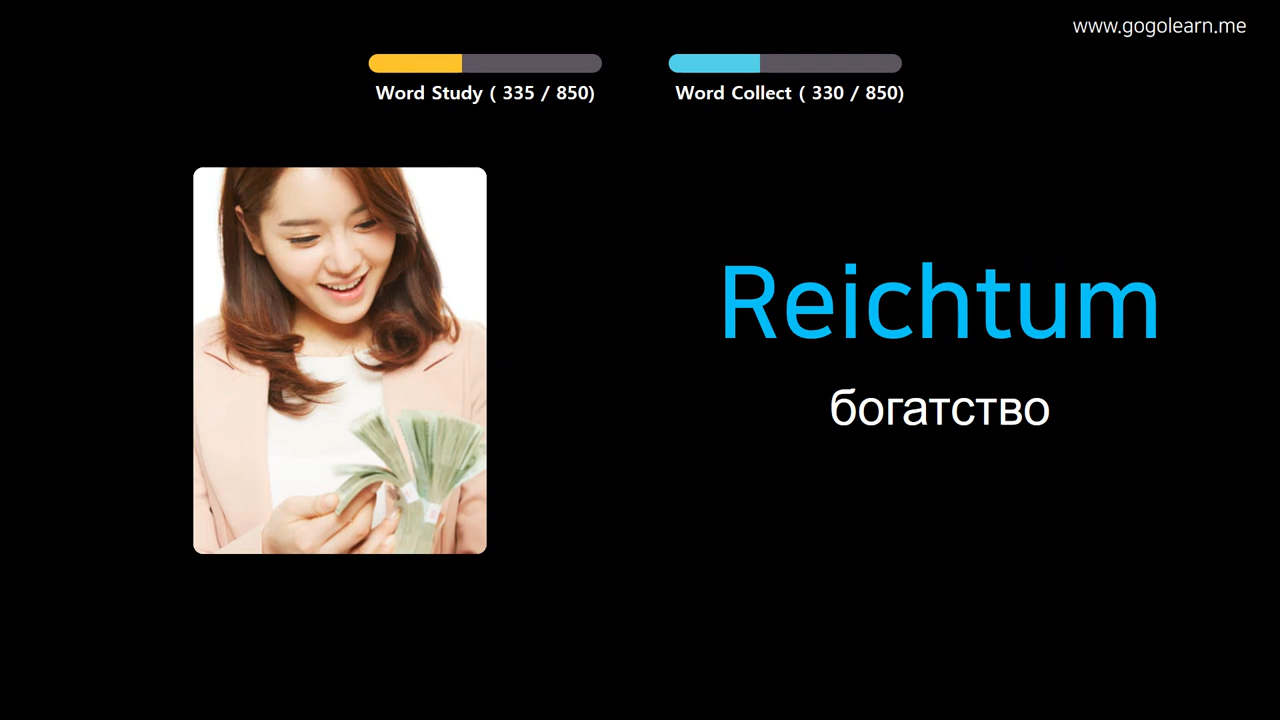 www.gogolearn.me
Word Study ( 335 / 850)
Word Collect ( 330 / 850)
Reichtum
богатство